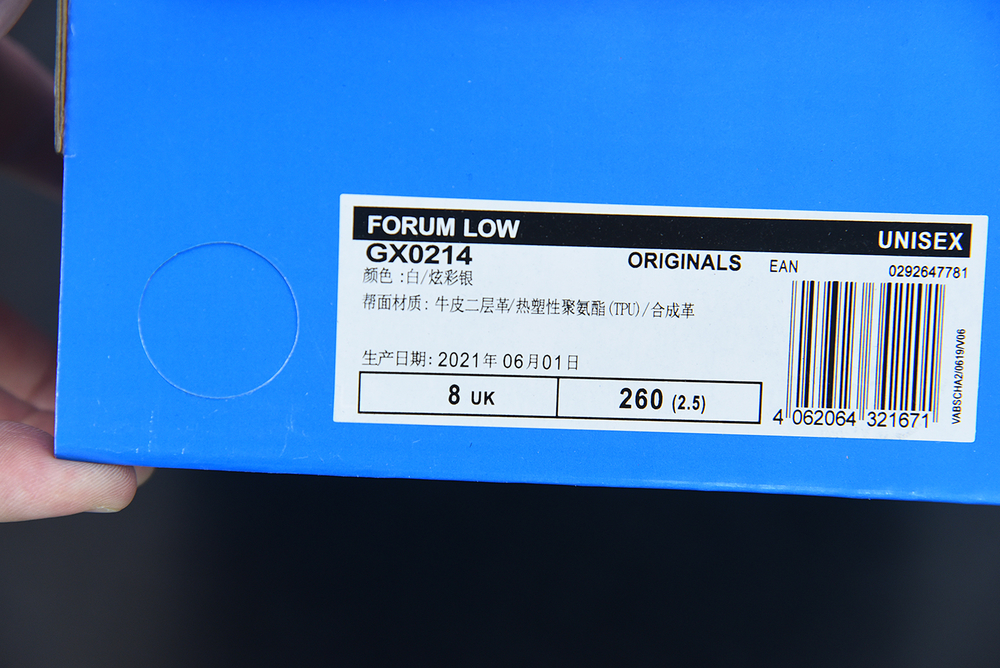 FORUM LOW
UNISEX
GX0214
ORIGINALS
EAN
0292647781
颜色 :白/炫彩银
帮面材质: 牛皮二层革/热塑性聚氨酯(TPU)/合成革
生产日期: 2021年 06月01日
8 UK
260 (2.5)
4 062064 321671
VABSCHA2/0619/V06